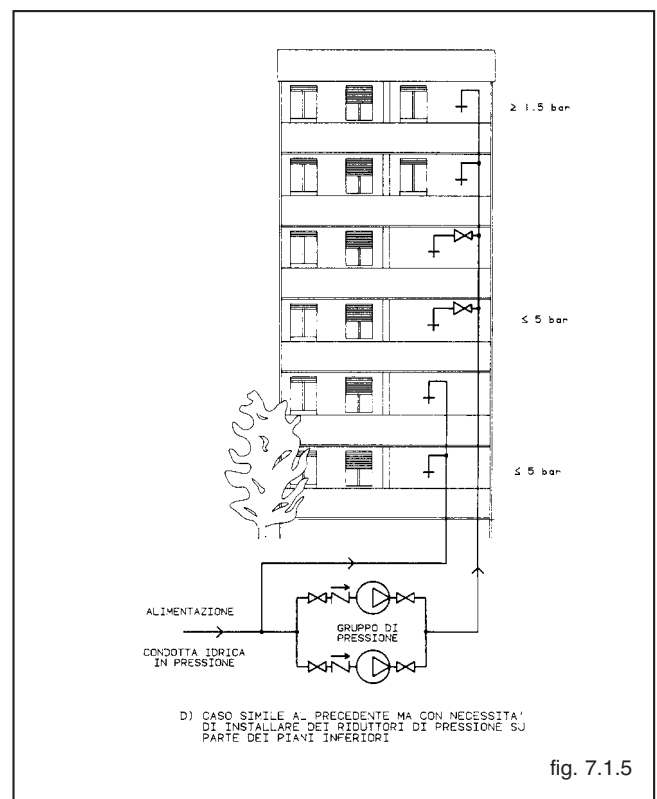 ≥ 1.5 bar
≤ 5 bar
≤ 5 bar
ALIMENTAZIONE
CONDOTTA IDRICA
IN PRESSIONE
GRUPPO DI
PRESSIONE
D) CASO SIMILE AL PRECEDENTE MA CON NECESSITA'
DI INSTALLARE DEI RIDUTTORI DI PRESSIONE SU
PARTE DEI PIANI INFERIORI
fig. 7.1.5